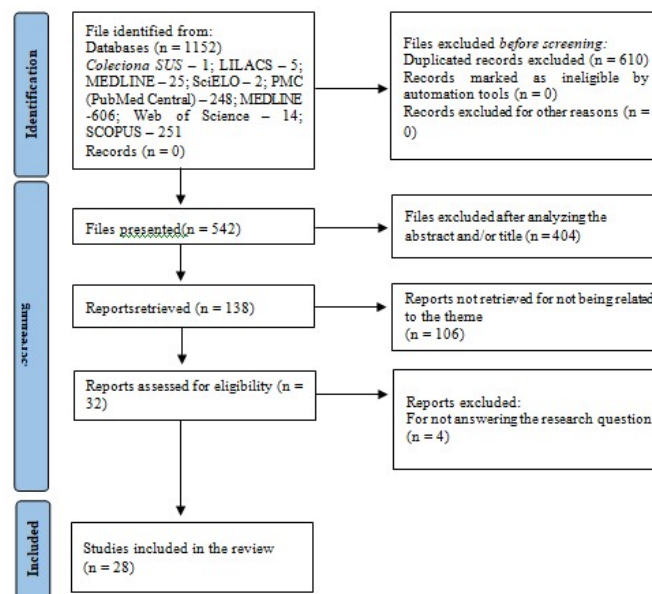 Identification
File identified from:
Databases (n = 1152)
Coleciona SUS – 1; LILACS – 5;
MEDLINE – 25; SciELO – 2; PMC
(PubMed Central) – 248; MEDLINE
-606; Web of Science – 14;
SCOPUS – 251
Records (n = 0)
Files excluded before screening:
Duplicated records excluded (n = 610)
Records marked as ineligible by
automation tools (n = 0)
Records excluded for other reasons (n =
0)
Screening
Files presented(n = 542)
Files excluded after analyzing the
abstract and/or title (n = 404)
Reportsretrieved (n = 138)
Reports not retrieved for not being related
to the theme
(n = 106)
Reports assessed for eligibility (n =
32)
Reports excluded:
For not answering the research question
(n = 4)
Included
Studies included in the review
(n = 28)